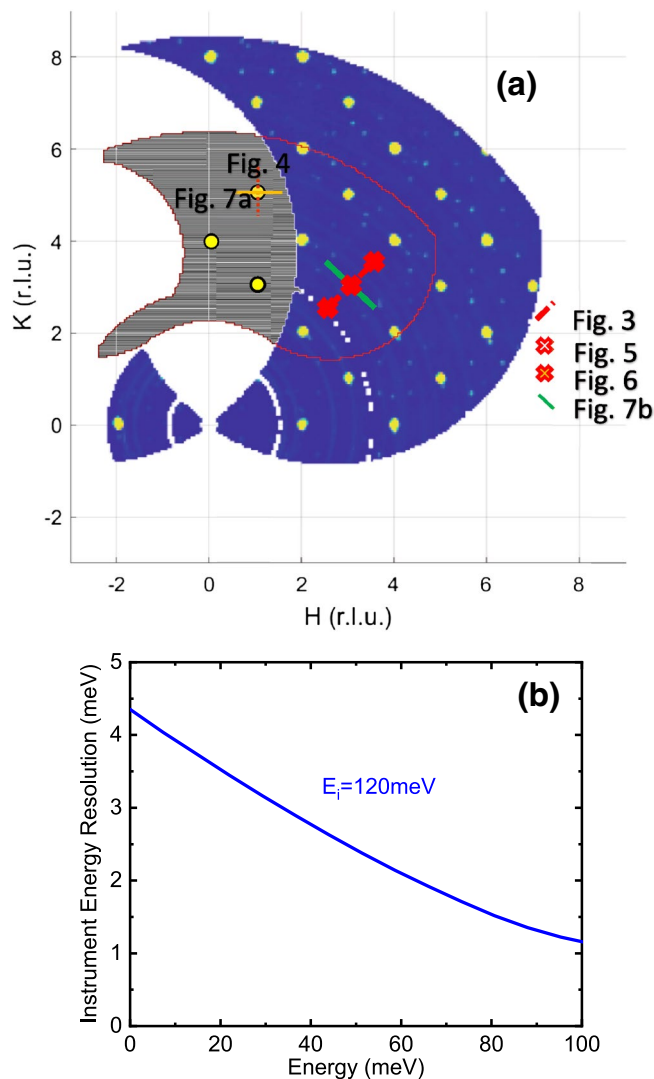 (a)
8
6
4
2
0
-2
K (r.l.u.)
Fig. 4
Fig. 7a
Fig. 3
Fig. 5
Fig. 6
Fig. 7b
-2 0 2 4 6 8
H (r.l.u.)
(b)
5
4
3
2
1
0
Instrument Energy Resolution (meV)
Ei=120meV
0 20 40 60 80 100
Energy (meV)